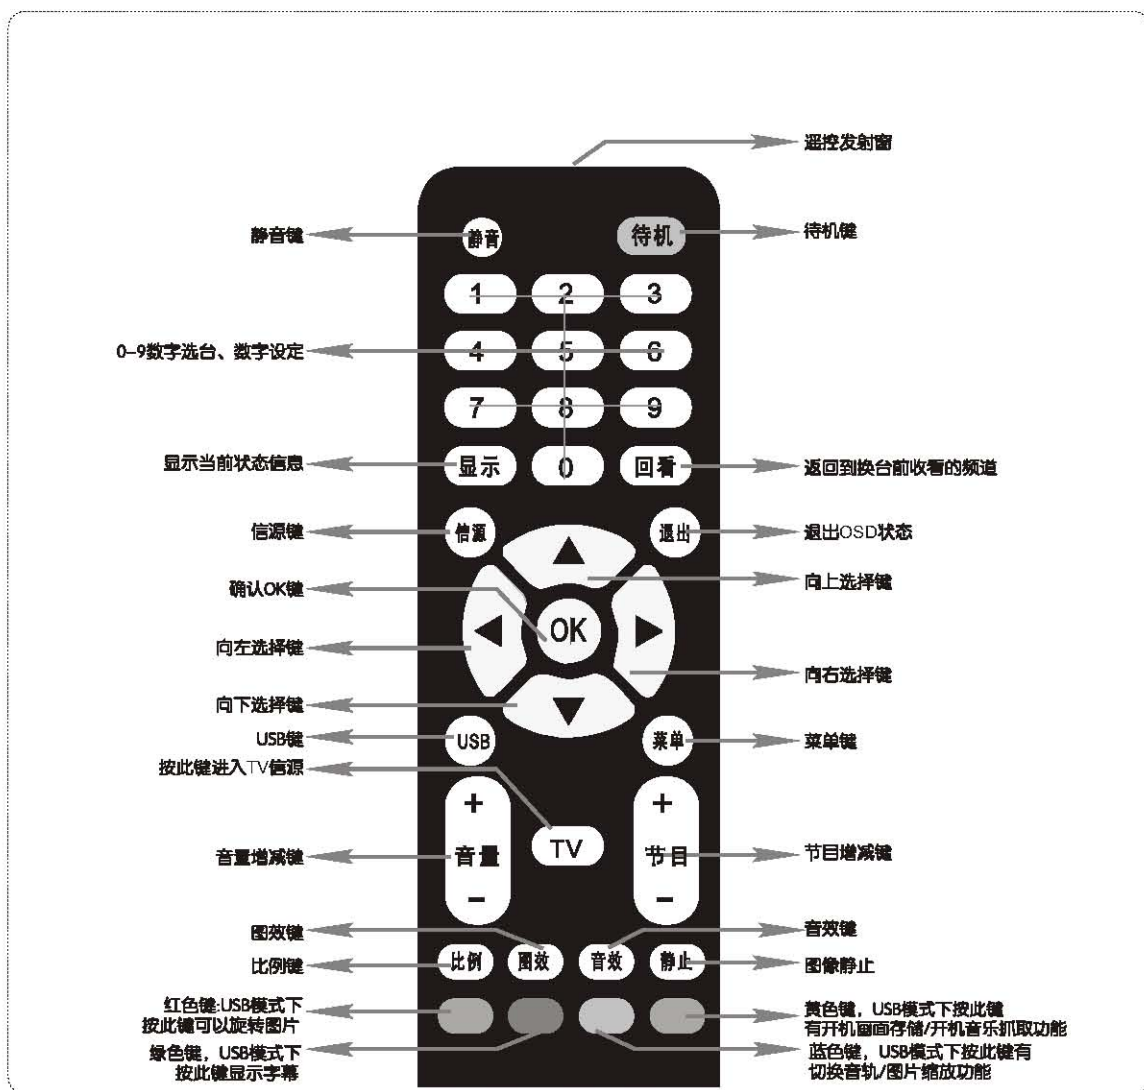 遥控发射窗
静音键
静音
待机
待机键
1 2 3
0-9数字选台、数字设定
4 5 6
7 8 9
显示当前状态信息
显示 0 回看
返回到换台前收看的频道
信源键
信源
退出
退出OSD状态
向上选择键
确认OK键
OK
向左选择键
向右选择键
向下选择键
USB键
USB
菜单
菜单键
按此键进入TV信源
+
+
TV
音量增减键
音量
节目
节目增减键
-
-
图效键
音效键
比例键
比例 图效 音效 静止
图像静止
红色键:USB模式下
按此键可以旋转图片
黄色键，USB模式下按此键
有开机画面存储/开机音乐抓取功能
绿色键，USB模式下
按此键显示字幕
蓝色键，USB模式下按此键有
切换音轨/图片缩放功能